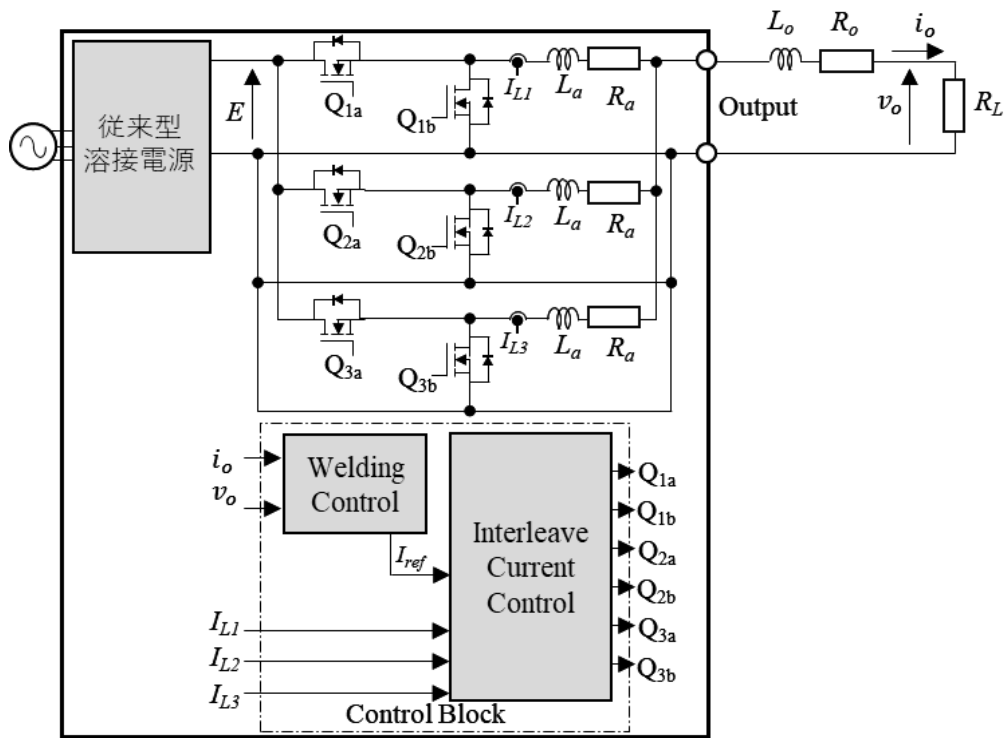 従来型
溶接電源
E
Q1a
Q1b
IL1
La
Ra
Output
Lo
Ro
io
vo
RL
Q2a
Q2b
IL2
La
Ra
Q3a
Q3b
IL3
La
Ra
io
vo
Welding
Control
Iref
IL1
IL2
IL3
Interleave
Current
Control
Q1a
Q1b
Q2a
Q2b
Q3a
Q3b
Control Block